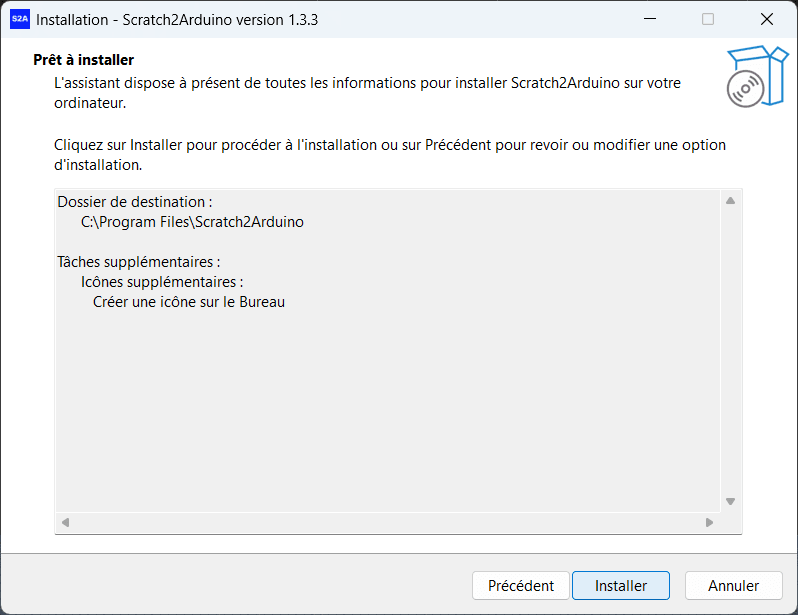 S2A Installation - Scratch2Arduino version 1.3.3
Prêt à installer
L'assistant dispose à présent de toutes les informations pour installer Scratch2Arduino sur votre
ordinateur.
Cliquez sur Installer pour procéder à l'installation ou sur Précédent pour revoir ou modifier une option
d'installation.
Dossier de destination :
C:\Program Files\Scratch2Arduino
Tâches supplémentaires :
Icônes supplémentaires :
Créer une icône sur le Bureau
Précédent Installer Annuler